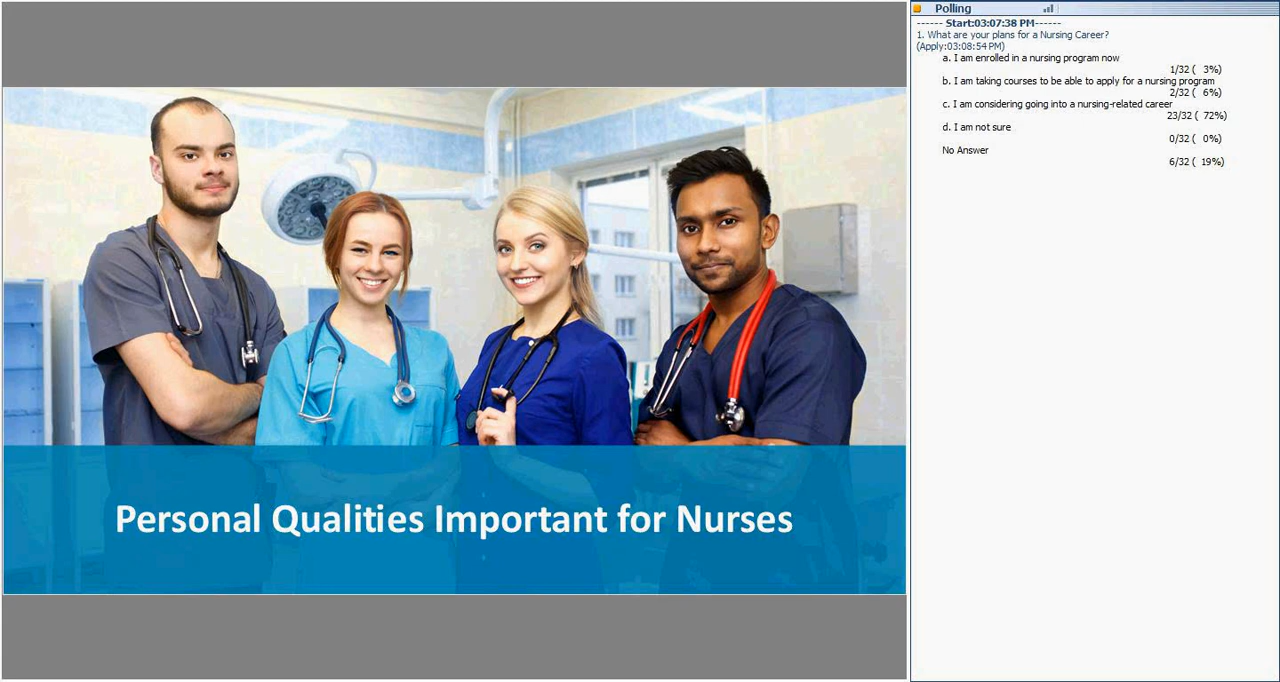 Personal Qualities Important for Nurses
Polling
------ Start:03:07:38 PM------
1. What are your plans for a Nursing Career?
(Apply:03:08:54 PM)
a. I am enrolled in a nursing program now
1/32 (  3%)
b. I am taking courses to be able to apply for a nursing program
2/32 (  6%)
c. I am considering going into a nursing-related career
23/32 (  72%)
d. I am not sure
0/32 (  0%)
No Answer
6/32 (  19%)